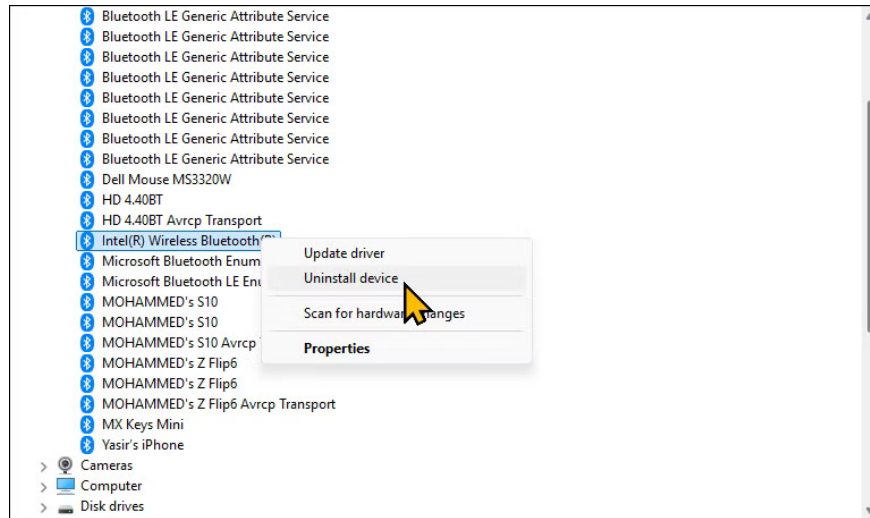 Bluetooth LE Generic Attribute Service
Bluetooth LE Generic Attribute Service
Bluetooth LE Generic Attribute Service
Bluetooth LE Generic Attribute Service
Bluetooth LE Generic Attribute Service
Bluetooth LE Generic Attribute Service
Bluetooth LE Generic Attribute Service
Bluetooth LE Generic Attribute Service
Dell Mouse MS3320W
HD 4.40BT
HD 4.40BT Avrcp Transport
Intel(R) Wireless Bluetooth(R)
Microsoft Bluetooth Enum
Microsoft Bluetooth LE Enu
MOHAMMED's S10
MOHAMMED's S10
MOHAMMED's S10 Avrcp
MOHAMMED's Z Flip6
MOHAMMED's Z Flip6
MOHAMMED's Z Flip6 Avrcp Transport
MX Keys Mini
Yasir's iPhone
Cameras
Computer
Disk drives
Update driver
Uninstall device
Scan for hardware changes
Properties